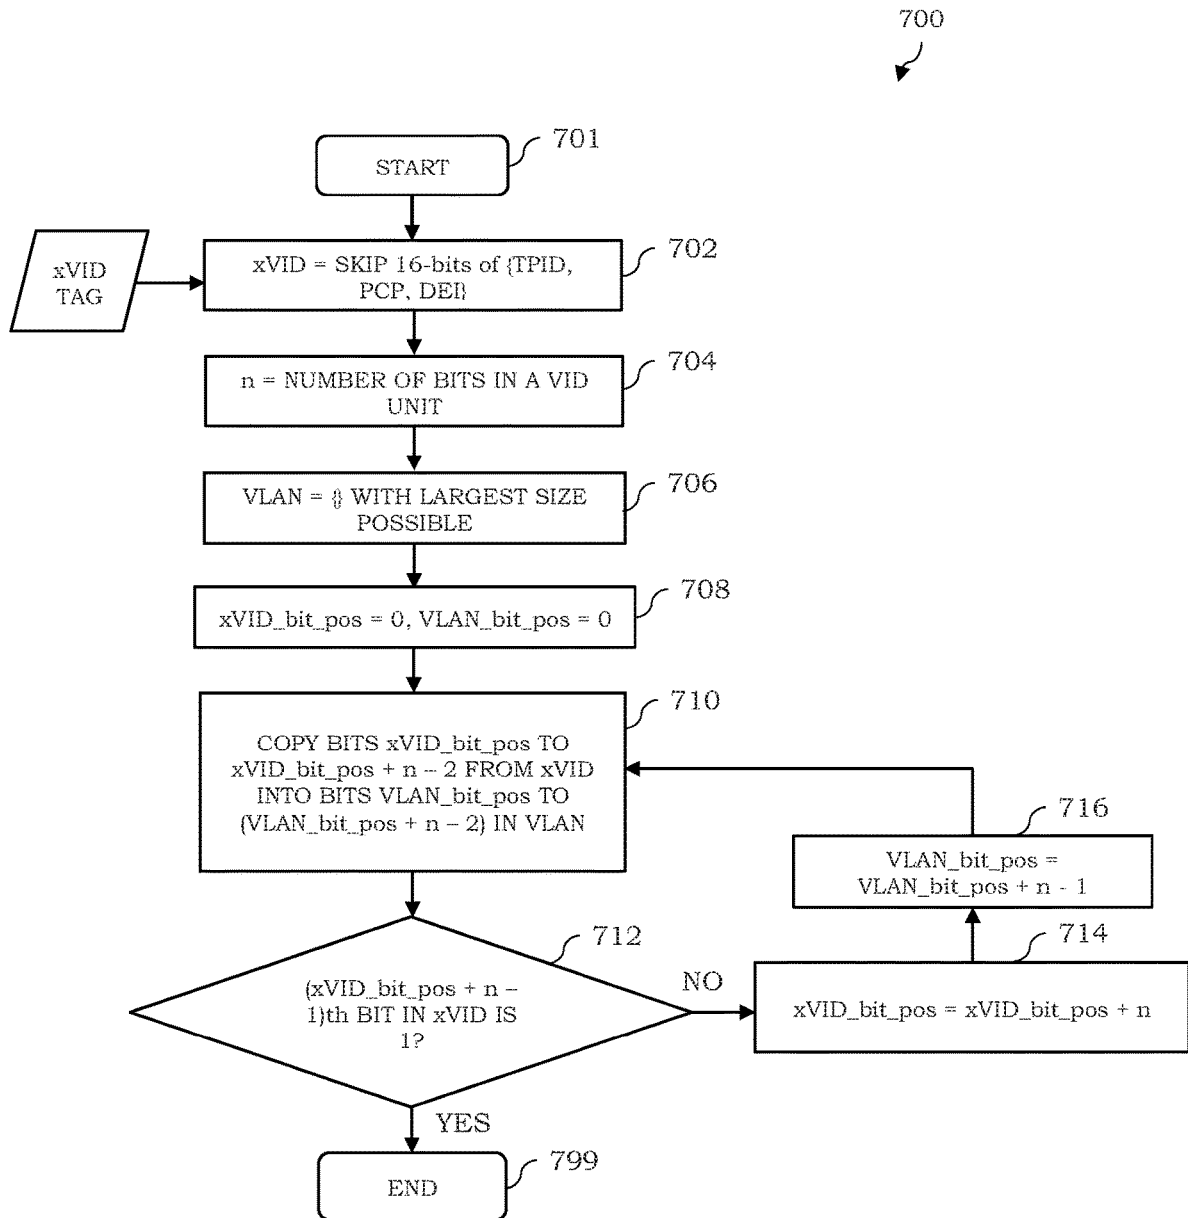 700
701
START
xVID
TAG
702
xVID = SKIP 16-bits of {TPID,
PCP, DEI}
704
n = NUMBER OF BITS IN A VID
UNIT
706
VLAN = {} WITH LARGEST SIZE
POSSIBLE
708
xVID_bit_pos = 0, VLAN_bit_pos = 0
710
COPY BITS xVID_bit_pos TO
xVID_bit_pos + n – 2 FROM xVID
INTO BITS VLAN_bit_pos TO
(VLAN_bit_pos + n – 2) IN VLAN
716
VLAN_bit_pos =
VLAN_bit_pos + n - 1
712
(xVID_bit_pos + n –
1)th BIT IN xVID IS
1?
NO
714
xVID_bit_pos = xVID_bit_pos + n
YES
799
END